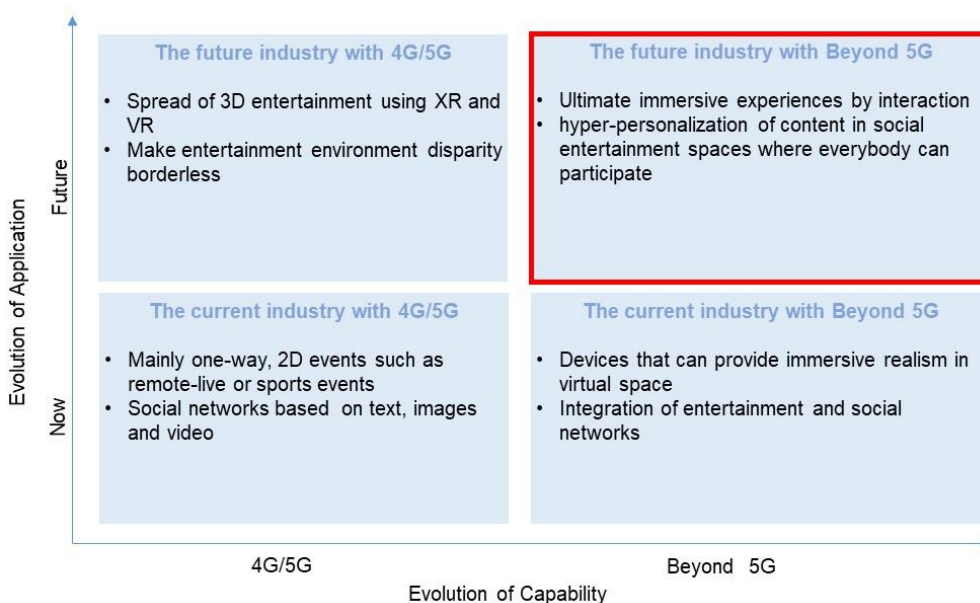 The future industry with 4G/5G
• Spread of 3D entertainment using XR and
VR
• Make entertainment environment disparity
borderless
The future industry with Beyond 5G
• Ultimate immersive experiences by interaction
• hyper-personalization of content in social
entertainment spaces where everybody can
participate
The current industry with 4G/5G
• Mainly one-way, 2D events such as
remote-live or sports events
• Social networks based on text, images
and video
The current industry with Beyond 5G
• Devices that can provide immersive realism in
virtual space
• Integration of entertainment and social
networks
Evolution of Application
Future
Now
4G/5G
Beyond 5G
Evolution of Capability